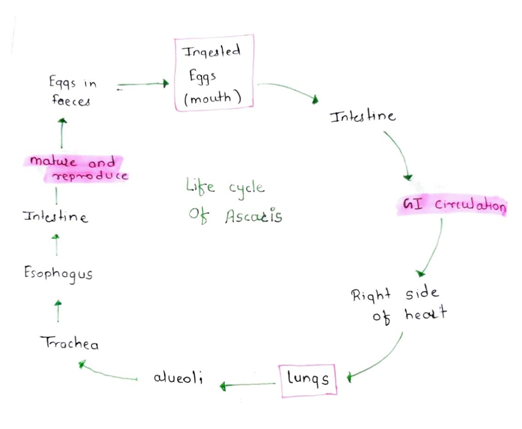 Ingested
Eggs
(mouth)
Intestine
GI circulation
Right side
of heart
lungs
alveoli
Trachea
Esophagus
Intestine
mature and
reproduce
Eggs in
faeces
Life cycle
Of Ascaris